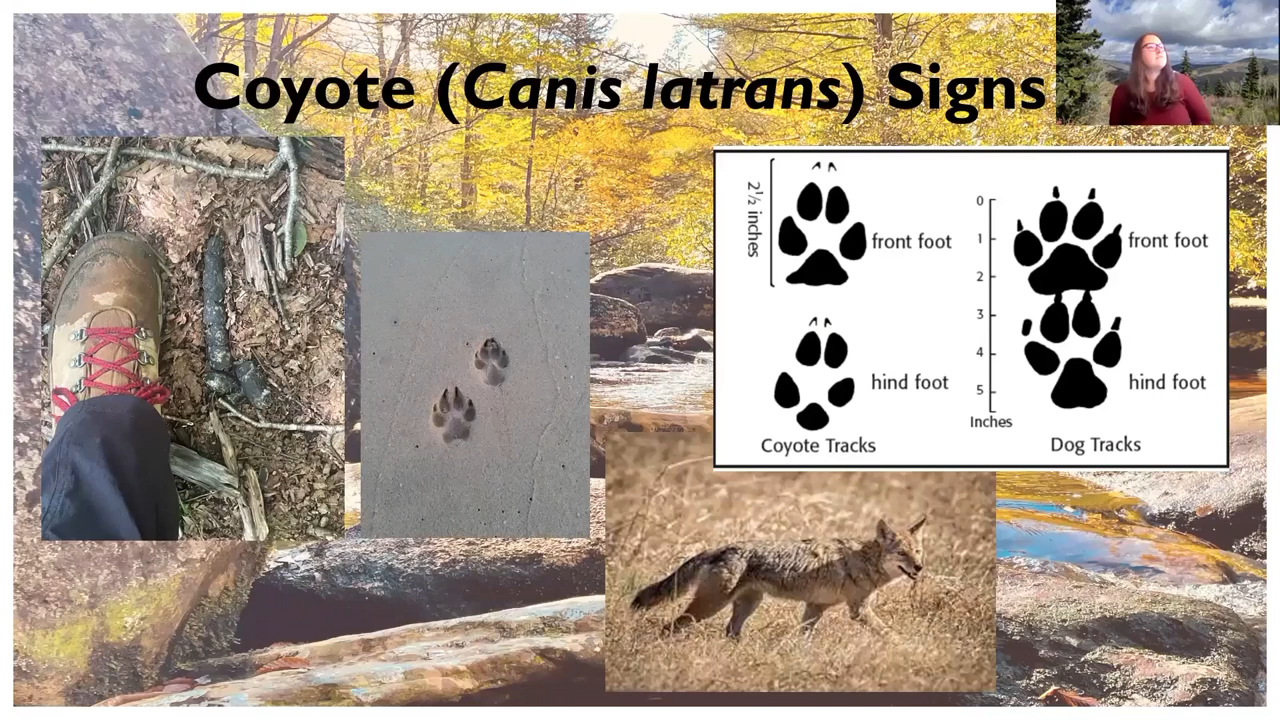 Coyote (Canis latrans) Signs
2½ inches
front foot
hind foot
Coyote Tracks
0
1
2
3
4
5
Inches
front foot
hind foot
Dog Tracks